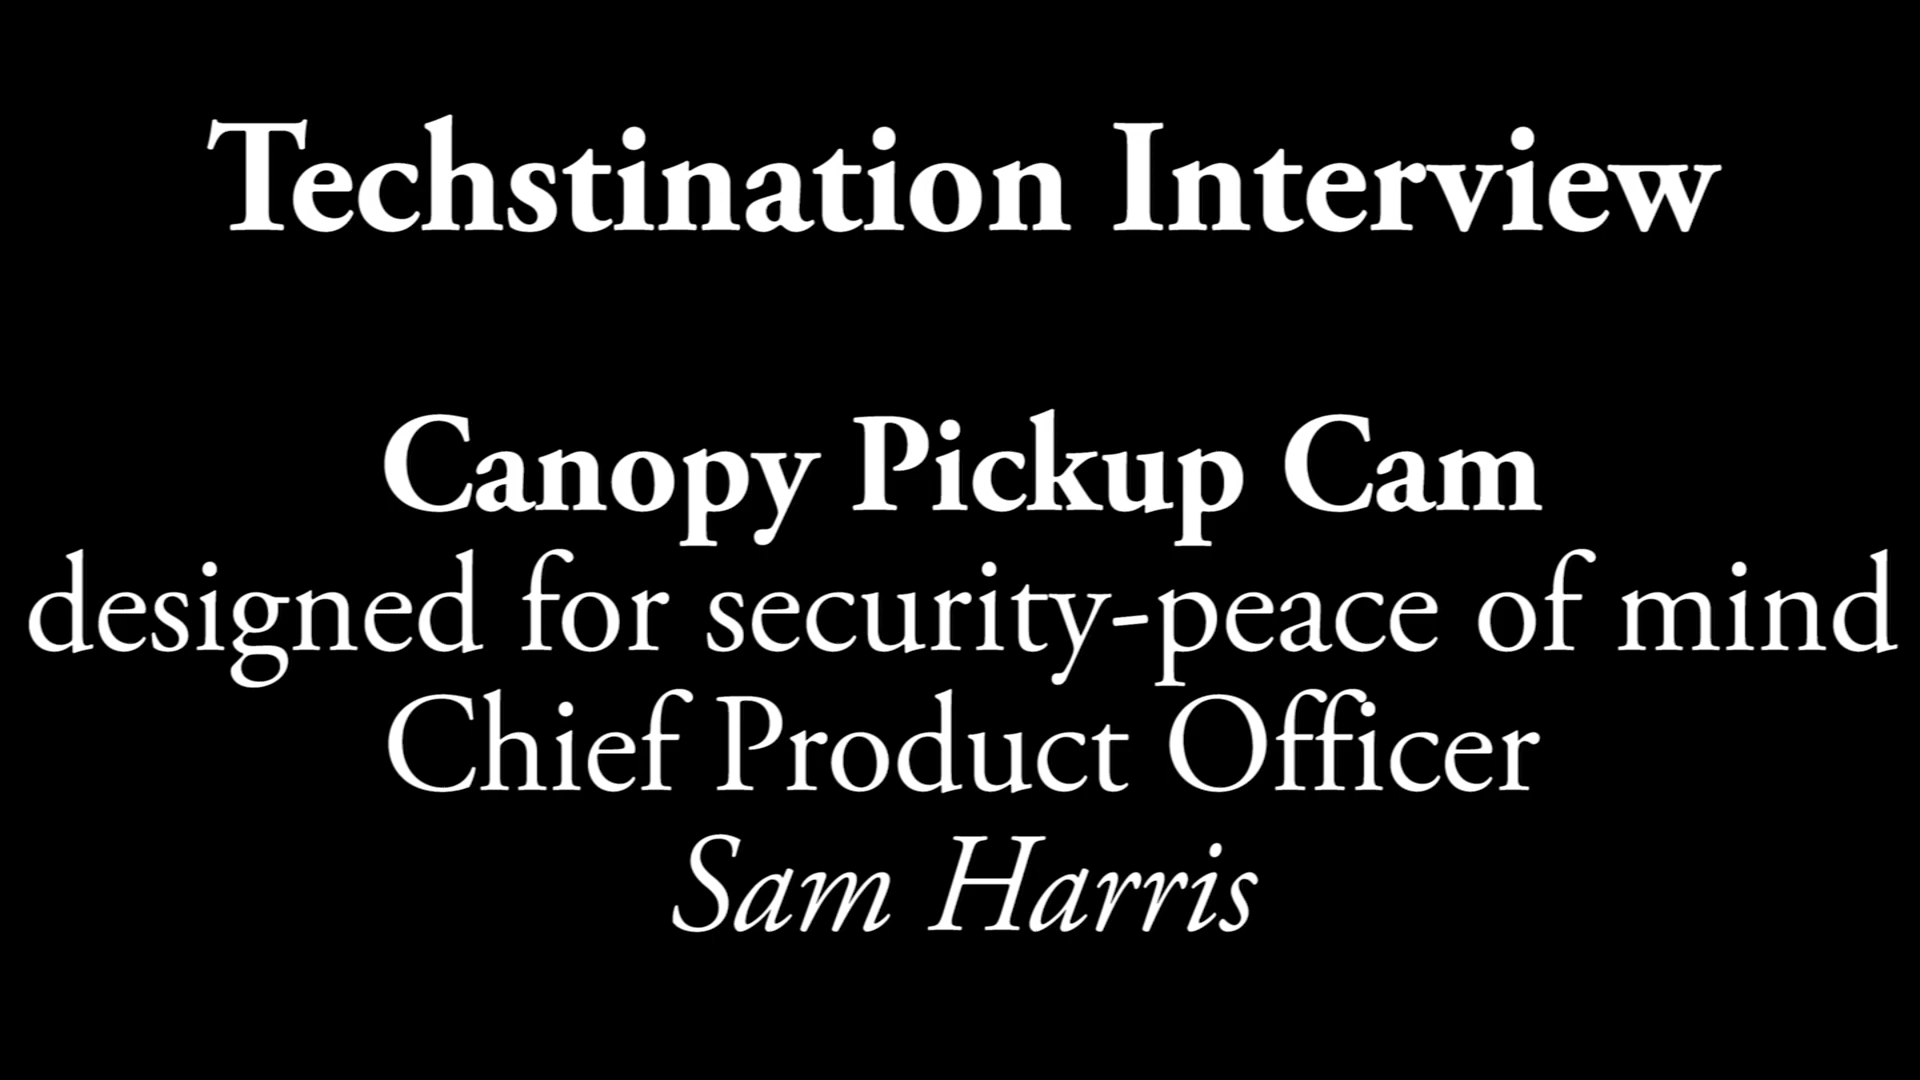 Techstination Interview
Canopy Pickup Cam
designed for security-peace of mind
Chief Product Officer
Sam Harris